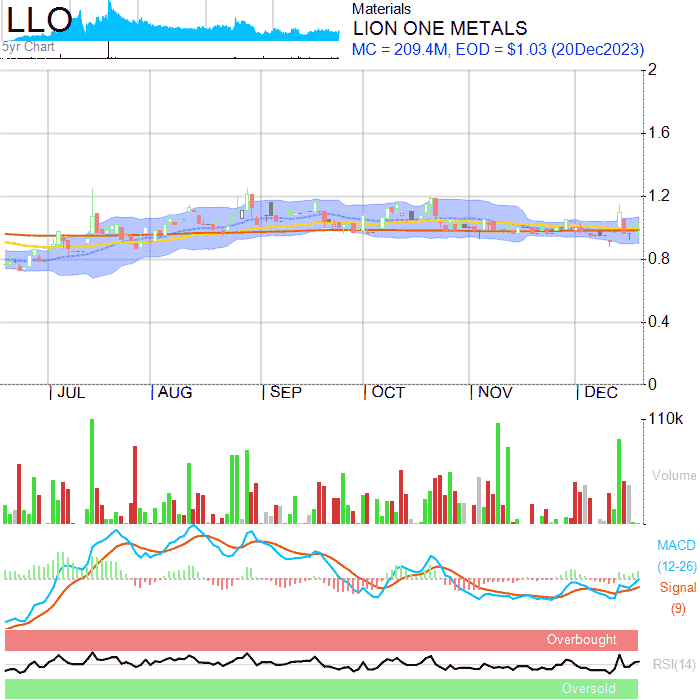 LLO
5yr Chart
Materials
LION ONE METALS
MC = 209.4M, EOD = $1.03 (20Dec2023)
2
1.6
1.2
0.8
0.4
0
JUL
AUG
SEP
OCT
NOV
DEC
110k
Volume
MACD
(12-26)
Signal
(9)
Overbought
RSI(14)
Oversold